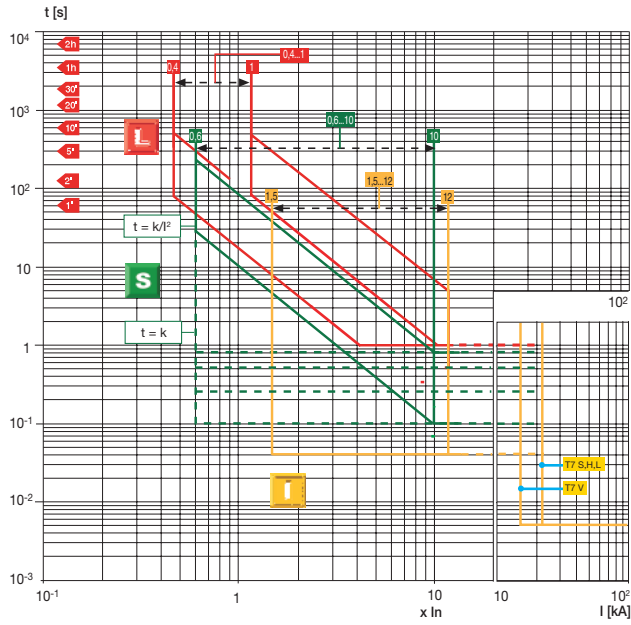 t [s]
10⁴
2h
0,4...1
1h
0,4
1
30'
20'
10³
10'
L
0,6
0,6...10
10
5'
2'
10²
1,5
1,5...12
12
1'
t = k/I²
10
S
10²
t = k
1
10⁻¹
T7 S,H,L
I
T7 V
10⁻²
10⁻³
10⁻¹
1
10
x In
10
10²
I [kA]